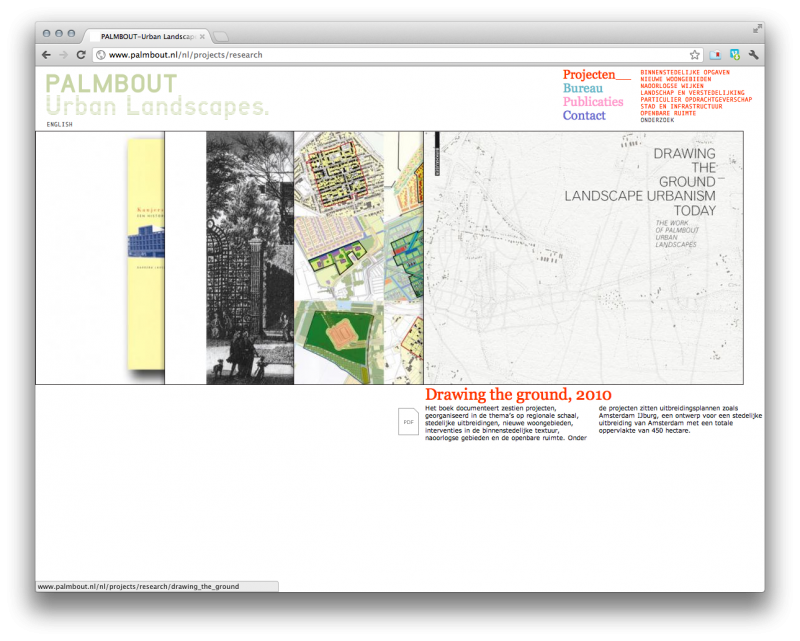 PALMBOUT-Urban Landscape
www.palmbout.nl/nl/projects/research
PALMBOUT
Urban Landscapes.
ENGLISH
Projecten__
Bureau
Publicaties
Contact
BINNENSTEDELIJKE OPGAVEN
NIEUWE WOONGEBIEDEN
NAOORLOGSE WIJKEN
LANDSCHAP EN VERSTEDELIJKING
PARTICULIER OPDRACHTGEVERSCHAP
STAD EN INFRASTRUCTUUR
OPENBARE RUIMTE
ONDERZOEK
DRAWING
THE
GROUND
LANDSCAPE URBANISM
TODAY
THE WORK
OF PALMBOUT
URBAN
LANDSCAPES
Drawing the ground, 2010
PDF
Het boek documenteert zestien projecten,
georganiseerd in de thema's op regionale schaal,
stedelijke uitbreidingen, nieuwe woongebieden,
interventies in de binnenstedelijke textuur,
naoorlogse gebieden en de openbare ruimte. Onder
de projecten zitten uitbreidingsplannen zoals
Amsterdam IJburg, een ontwerp voor een stedelijke
uitbreiding van Amsterdam met een totale
oppervlakte van 450 hectare.
www.palmbout.nl/nl/projects/research/drawing_the_ground